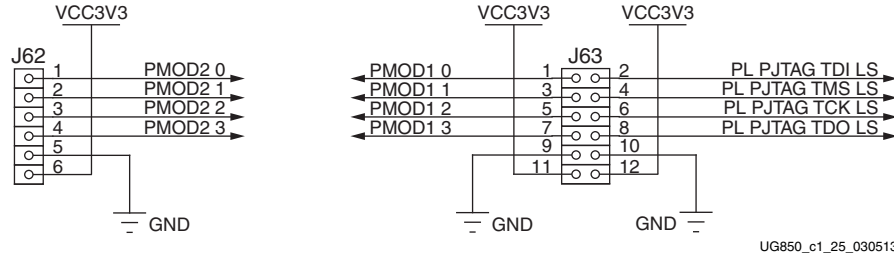 VCC3V3
J62
1 PMOD2 0
2 PMOD2 1
3 PMOD2 2
4 PMOD2 3
5
6
GND
VCC3V3 VCC3V3
J63
PMOD1 0 1 2 PL PJTAG TDI LS
PMOD1 1 3 4 PL PJTAG TMS LS
PMOD1 2 5 6 PL PJTAG TCK LS
PMOD1 3 7 8 PL PJTAG TDO LS
9 10
11 12
GND GND
UG850_c1_25_030513